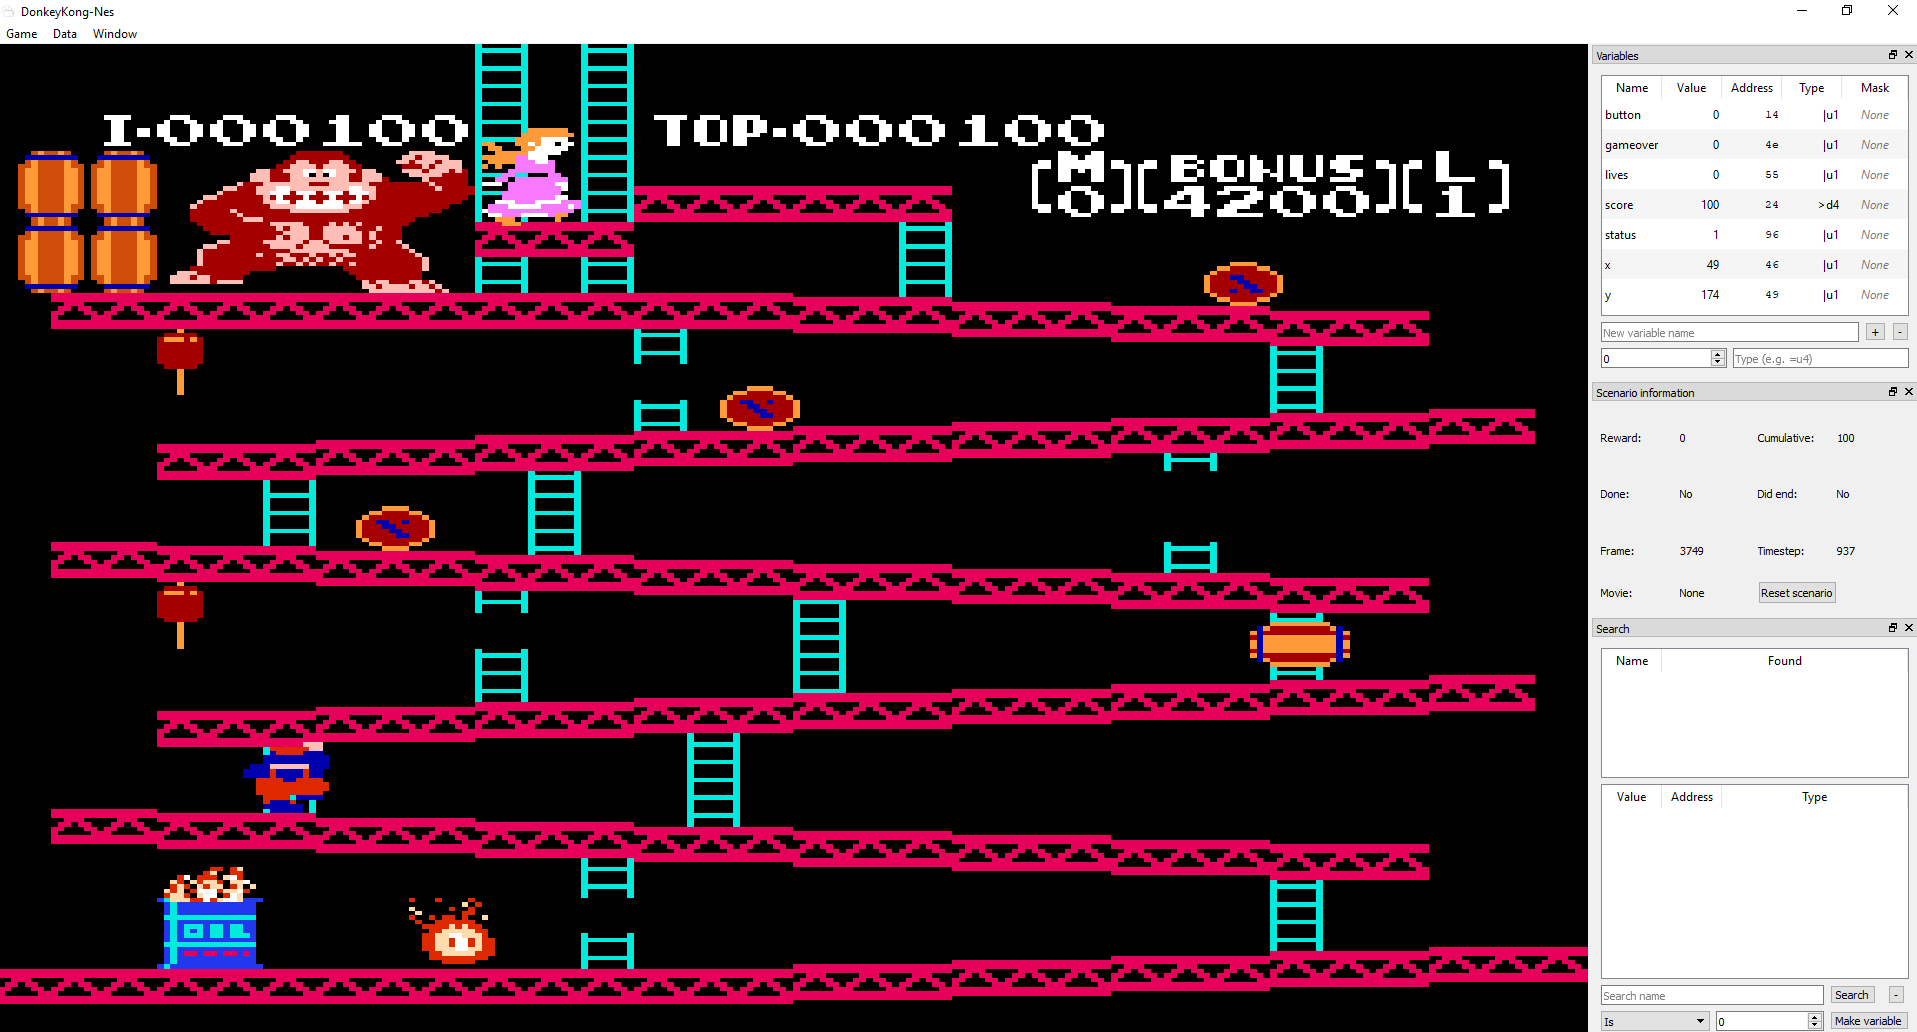 DonkeyKong-Nes
Game Data Window
I-000100 TOP-000100
[M][BONUS][L]
[0][4200][1]
OIL
Variables
Name Value Address Type Mask
button 0 14 |u1 None
gameover 0 4e |u1 None
lives 0 55 |u1 None
score 100 24 >d4 None
status 1 96 |u1 None
x 49 46 |u1 None
y 174 49 |u1 None
New variable name + -
0 Type (e.g. =u4)
Scenario information
Reward: 0 Cumulative: 100
Done: No Did end: No
Frame: 3749 Timestep: 937
Movie: None Reset scenario
Search
Name Found
Value Address Type
Search name Search -
Is 0 Make variable